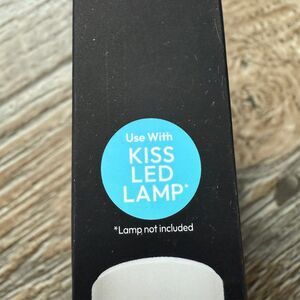 Use With
KISS
LED
LAMP*
*Lamp not included